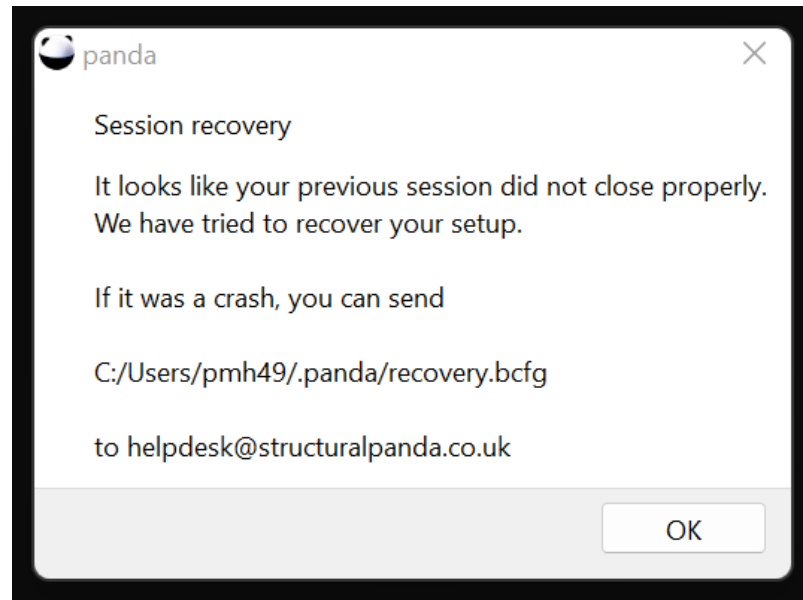 panda
Session recovery
It looks like your previous session did not close properly.
We have tried to recover your setup.
If it was a crash, you can send
C:/Users/pmh49/.panda/recovery.bcfg
to helpdesk@structuralpanda.co.uk
OK